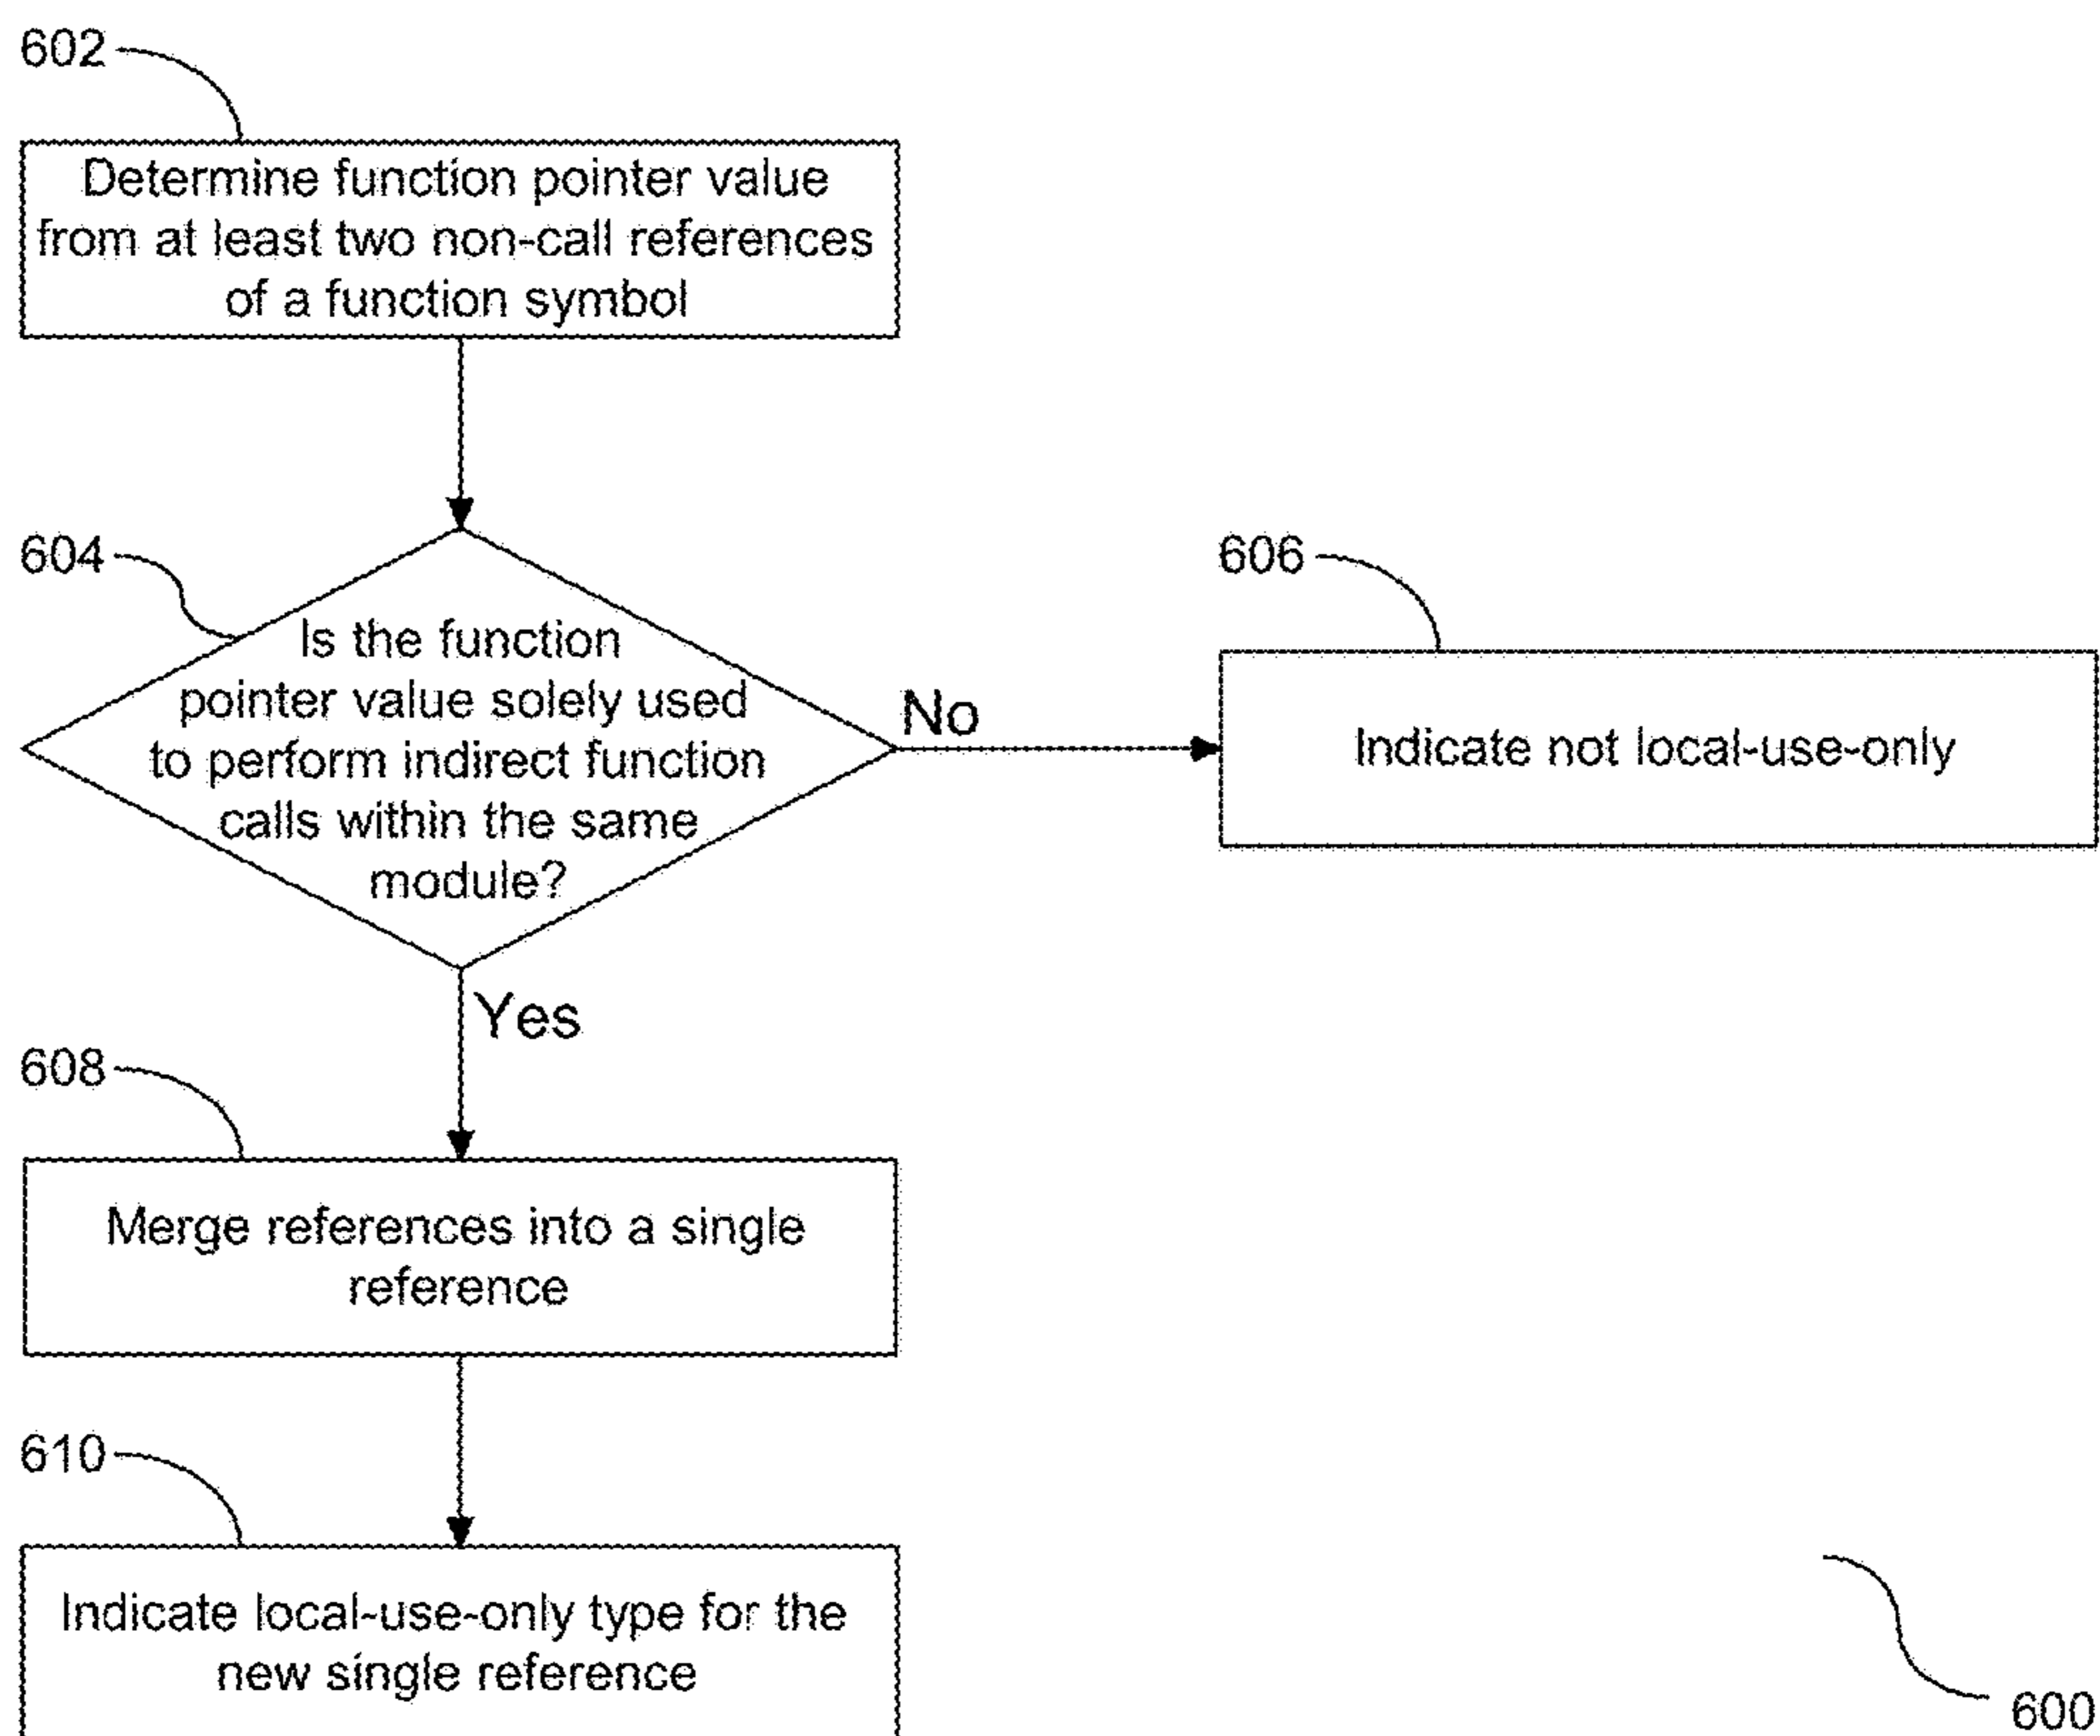 602
Determine function pointer value
from at least two non-call references
of a function symbol
604
Is the function
pointer value solely used
to perform indirect function
calls within the same
module?
No
606
Indicate not local-use-only
Yes
608
Merge references into a single
reference
610
Indicate local-use-only type for the
new single reference
600